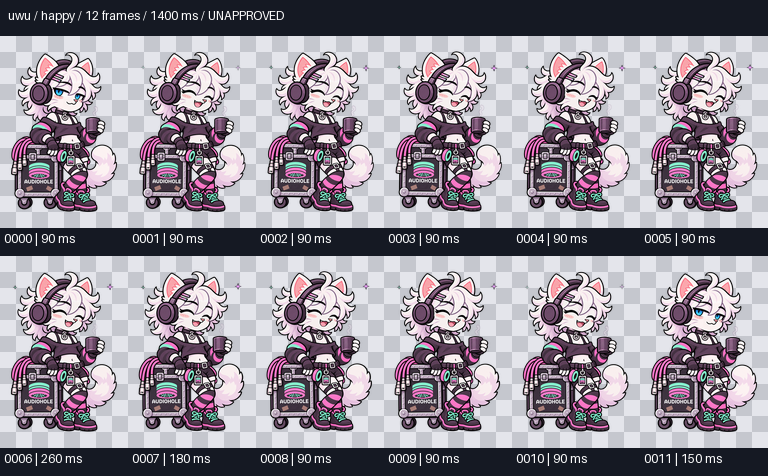 uwu / happy / 12 frames / 1400 ms / UNAPPROVED
AUDIOHOLE
AUDIOHOLE
AUDIOHOLE
AUDIOHOLE
AUDIOHOLE
AUDIOHOLE
0000 | 90 ms
0001 | 90 ms
0002 | 90 ms
0003 | 90 ms
0004 | 90 ms
0005 | 90 ms
AUDIOHOLE
AUDIOHOLE
AUDIOHOLE
AUDIOHOLE
AUDIOHOLE
AUDIOHOLE
0006 | 260 ms
0007 | 180 ms
0008 | 90 ms
0009 | 90 ms
0010 | 90 ms
0011 | 150 ms